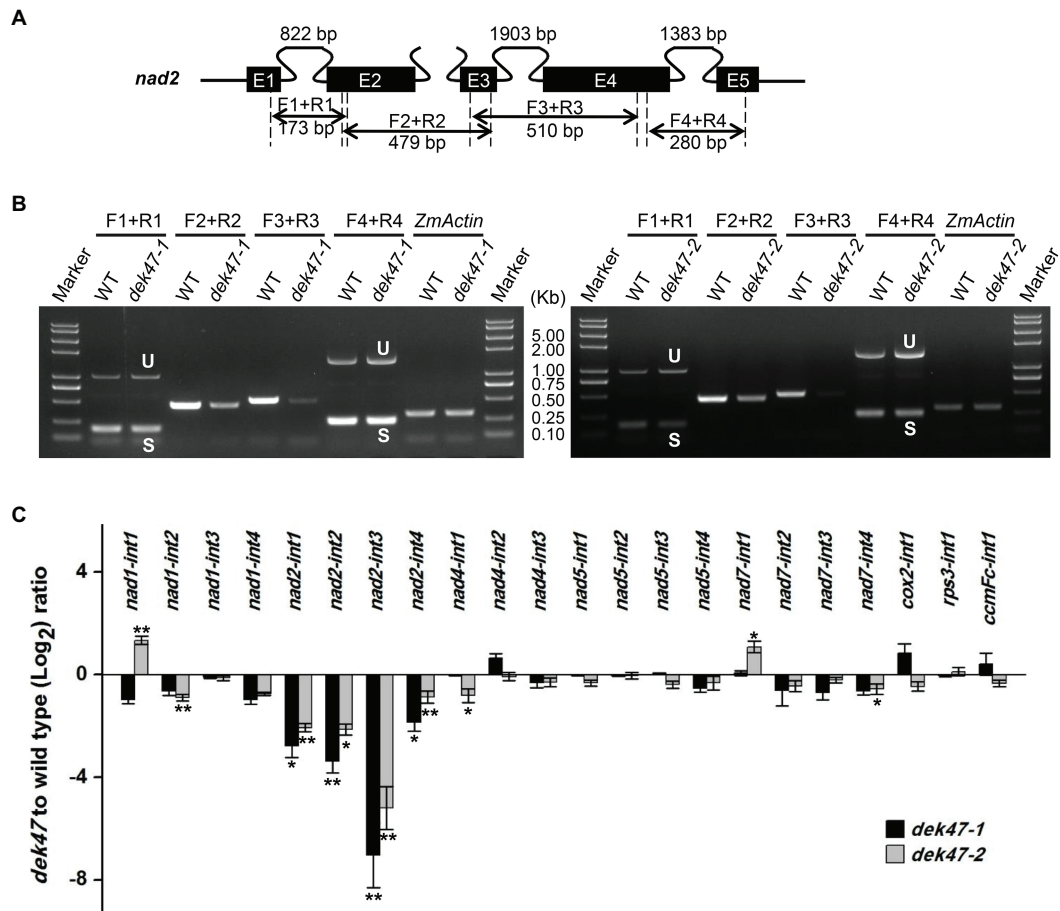 A
822 bp 1903 bp 1383 bp
nad2 E1 E2 E3 E4 E5
F1+R1 F3+R3
173 bp F2+R2 510 bp F4+R4
479 bp 280 bp
B
F1+R1 F2+R2 F3+R3 F4+R4 ZmActin
Marker WT dek47-1 WT dek47-1 WT dek47-1 WT dek47-1 WT dek47-1 Marker
U
S
(Kb)
5.00
2.00
1.00
0.75
0.50
0.25
0.10
F1+R1 F2+R2 F3+R3 F4+R4 ZmActin
Marker WT dek47-2 WT dek47-2 WT dek47-2 WT dek47-2 WT dek47-2 Marker
U U
S S
U
S
C
dek47 to wild type (Log2) ratio
4
0
-4
-8
nad1-int1
nad1-int2
nad1-int3
nad1-int4
nad2-int1
nad2-int2
nad2-int3
nad2-int4
nad4-int1
nad4-int2
nad4-int3
nad5-int1
nad5-int2
nad5-int3
nad5-int4
nad7-int1
nad7-int2
nad7-int3
nad7-int4
cox2-int1
rps3-int1
ccmFc-int1
** *
**
* ** ** * * ** * *
** **
dek47-1
dek47-2